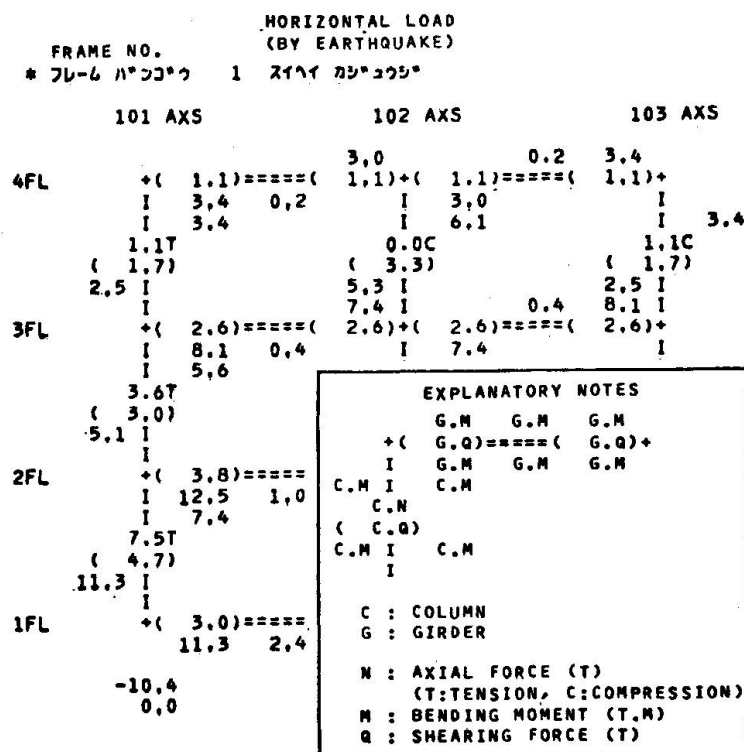 HORIZONTAL LOAD
FRAME NO. (BY EARTHQUAKE)
* フレーム ハ"ンゴ"ウ 1 スイヘイ カジ"ュウジ"
101 AXS 102 AXS 103 AXS
3,0 0.2 3.4
4FL +( 1.1)=====( 1,1)+( 1.1)=====( 1,1)+
I 3,4 0,2 I 3,0 I
I 3.4 I 6,1 I 3.4
1.1T 0.0C 1,1C
( 1,7) ( 3.3) ( 1,7)
2,5 I 5,3 I 2,5 I
I 7,4 I 0.4 8,1 I
3FL +( 2.6)=====( 2,6)+( 2,6)=====( 2,6)+
I 8.1 0,4 I 7,4 I
I 5,6
3.6T
( 3,0)
5,1 I
I
2FL +( 3,8)=====
I 12,5 1,0
I 7,4
7.5T
( 4,7)
11,3 I
I
1FL +( 3,0)=====
11,3 2,4
-10,4
0,0
EXPLANATORY NOTES
G.M G.M G.M
+( G.Q)=====( G.Q)+
I G.M G.M G.M
C.M I C.M
C.N
( C.Q)
C.M I C.M
I
C : COLUMN
G : GIRDER
N : AXIAL FORCE (T)
(T:TENSION, C:COMPRESSION)
M : BENDING MOMENT (T.M)
Q : SHEARING FORCE (T)